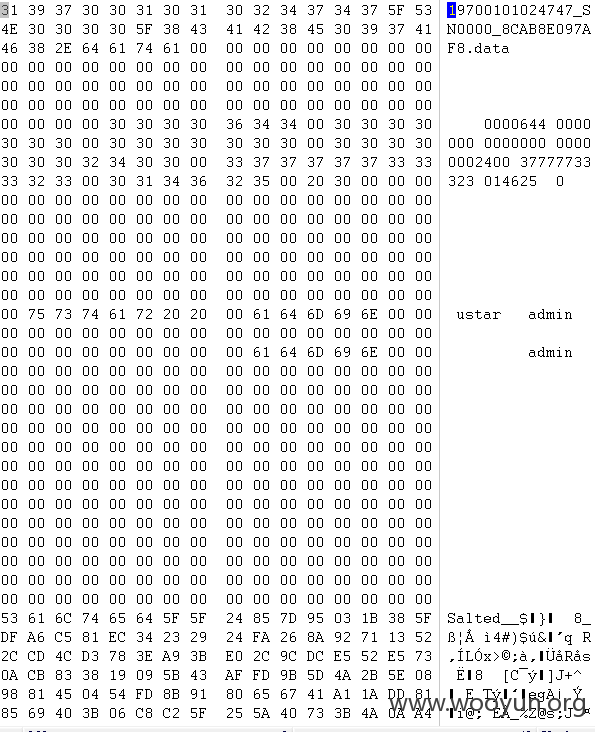 31 39 37 30 30 31 30 31 30 32 34 37 34 37 5F 53 19700101024747_S
4E 30 30 30 30 5F 38 43 41 42 38 45 30 39 37 41 N0000_8CAB8E097A
46 38 2E 64 61 74 61 00 00 00 00 00 00 00 00 00 F8.data
00 00 00 00 00 00 00 00 00 00 00 00 00 00 00 00
00 00 00 00 00 00 00 00 00 00 00 00 00 00 00 00
00 00 00 00 00 00 00 00 00 00 00 00 00 00 00 00
00 00 00 00 30 30 30 30 36 34 34 00 30 30 30 30 0000644 0000
30 30 30 00 30 30 30 30 30 30 30 00 30 30 30 30 000 0000000 0000
30 30 30 32 34 30 30 00 33 37 37 37 37 37 33 33 0002400 37777733
33 32 33 00 30 31 34 36 32 35 00 20 30 00 00 00 323 014625  0
00 00 00 00 00 00 00 00 00 00 00 00 00 00 00 00
00 00 00 00 00 00 00 00 00 00 00 00 00 00 00 00
00 00 00 00 00 00 00 00 00 00 00 00 00 00 00 00
00 00 00 00 00 00 00 00 00 00 00 00 00 00 00 00
00 00 00 00 00 00 00 00 00 00 00 00 00 00 00 00
00 00 00 00 00 00 00 00 00 00 00 00 00 00 00 00
00 75 73 74 61 72 20 20 00 61 64 6D 69 6E 00 00 ustar admin
00 00 00 00 00 00 00 00 00 00 00 00 00 00 00 00
00 00 00 00 00 00 00 00 00 61 64 6D 69 6E 00 00 admin
00 00 00 00 00 00 00 00 00 00 00 00 00 00 00 00
00 00 00 00 00 00 00 00 00 00 00 00 00 00 00 00
00 00 00 00 00 00 00 00 00 00 00 00 00 00 00 00
00 00 00 00 00 00 00 00 00 00 00 00 00 00 00 00
00 00 00 00 00 00 00 00 00 00 00 00 00 00 00 00
00 00 00 00 00 00 00 00 00 00 00 00 00 00 00 00
00 00 00 00 00 00 00 00 00 00 00 00 00 00 00 00
00 00 00 00 00 00 00 00 00 00 00 00 00 00 00 00
00 00 00 00 00 00 00 00 00 00 00 00 00 00 00 00
00 00 00 00 00 00 00 00 00 00 00 00 00 00 00 00
00 00 00 00 00 00 00 00 00 00 00 00 00 00 00 00
00 00 00 00 00 00 00 00 00 00 00 00 00 00 00 00
00 00 00 00 00 00 00 00 00 00 00 00 00 00 00 00
53 61 6C 74 65 64 5F 5F 24 85 7D 95 03 1B 38 5F Salted__$ } 8_
DF A6 C5 81 EC 34 23 29 24 FA 26 8A 92 71 13 52 ß¦Å ì4#)$ú& ’q R
2C CD 4C D3 78 3E A9 3B E0 2C 9C DC E5 52 E5 73 ,ÍLÓx>©;à, ÜåRås
0A CB 83 38 19 09 5B 43 AF FD 9B 5D 4A 2B 5E 08 Ë 8 [C¯ý ]J+^
98 81 45 04 54 FD 8B 91 80 65 67 41 A1 1A DD 81
85 69 40 3B 06 C8 C2 5F 25 5A 40 73 3B 4A 0A A4
www.wooyun.org